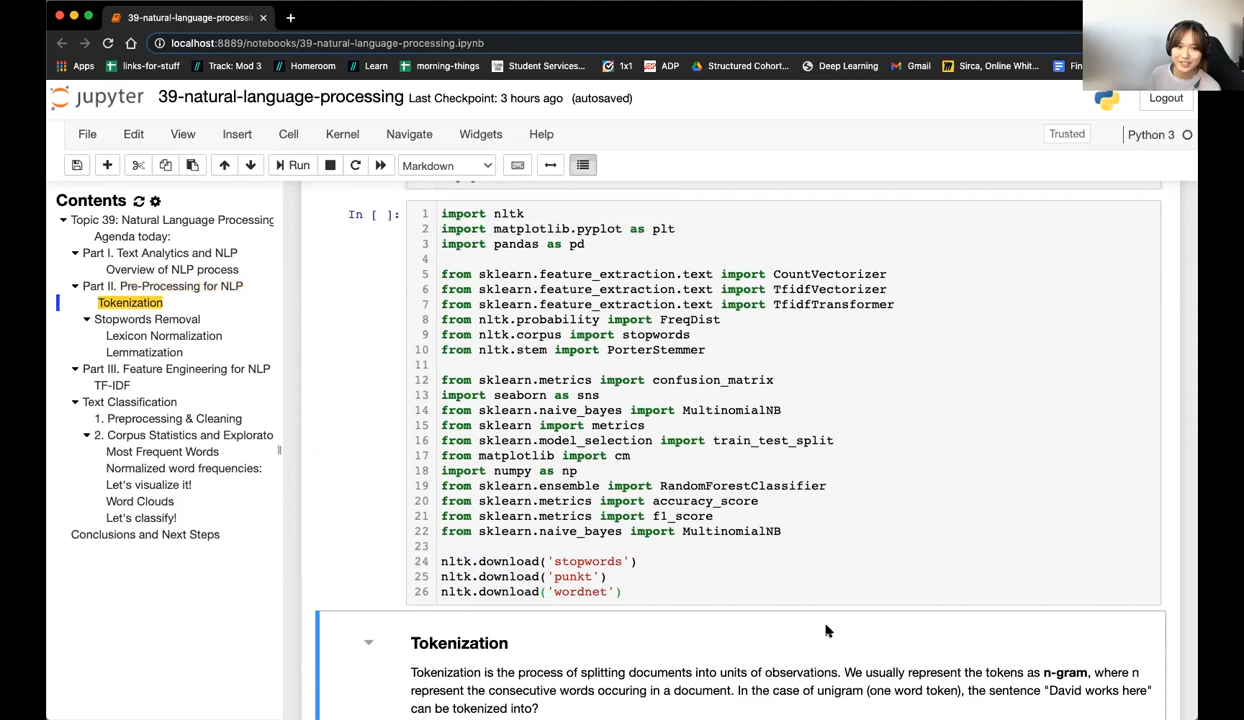 39-natural-language-processi
localhost:8889/notebooks/39-natural-language-processing.ipynb
Apps links-for-stuff Track: Mod 3 Homeroom Learn morning-things Student Services... 1x1 ADP Structured Cohort... Deep Learning Gmail Sirca, Online Whit... Fin
jupyter 39-natural-language-processing Last Checkpoint: 3 hours ago (autosaved) Logout
File Edit View Insert Cell Kernel Navigate Widgets Help Trusted Python 3
Run Markdown
Contents
Topic 39: Natural Language Processing
Agenda today:
Part I. Text Analytics and NLP
Overview of NLP process
Part II. Pre-Processing for NLP
Tokenization
Stopwords Removal
Lexicon Normalization
Lemmatization
Part III. Feature Engineering for NLP
TF-IDF
Text Classification
1. Preprocessing & Cleaning
2. Corpus Statistics and Explorato
Most Frequent Words
Normalized word frequencies:
Let's visualize it!
Word Clouds
Let's classify!
Conclusions and Next Steps
In [ ]:
1 import nltk
2 import matplotlib.pyplot as plt
3 import pandas as pd
4
5 from sklearn.feature_extraction.text import CountVectorizer
6 from sklearn.feature_extraction.text import TfidfVectorizer
7 from sklearn.feature_extraction.text import TfidfTransformer
8 from nltk.probability import FreqDist
9 from nltk.corpus import stopwords
10 from nltk.stem import PorterStemmer
11
12 from sklearn.metrics import confusion_matrix
13 import seaborn as sns
14 from sklearn.naive_bayes import MultinomialNB
15 from sklearn import metrics
16 from sklearn.model_selection import train_test_split
17 from matplotlib import cm
18 import numpy as np
19 from sklearn.ensemble import RandomForestClassifier
20 from sklearn.metrics import accuracy_score
21 from sklearn.metrics import f1_score
22 from sklearn.naive_bayes import MultinomialNB
23
24 nltk.download('stopwords')
25 nltk.download('punkt')
26 nltk.download('wordnet')
Tokenization
Tokenization is the process of splitting documents into units of observations. We usually represent the tokens as n-gram, where n
represent the consecutive words occuring in a document. In the case of unigram (one word token), the sentence "David works here"
can be tokenized into?